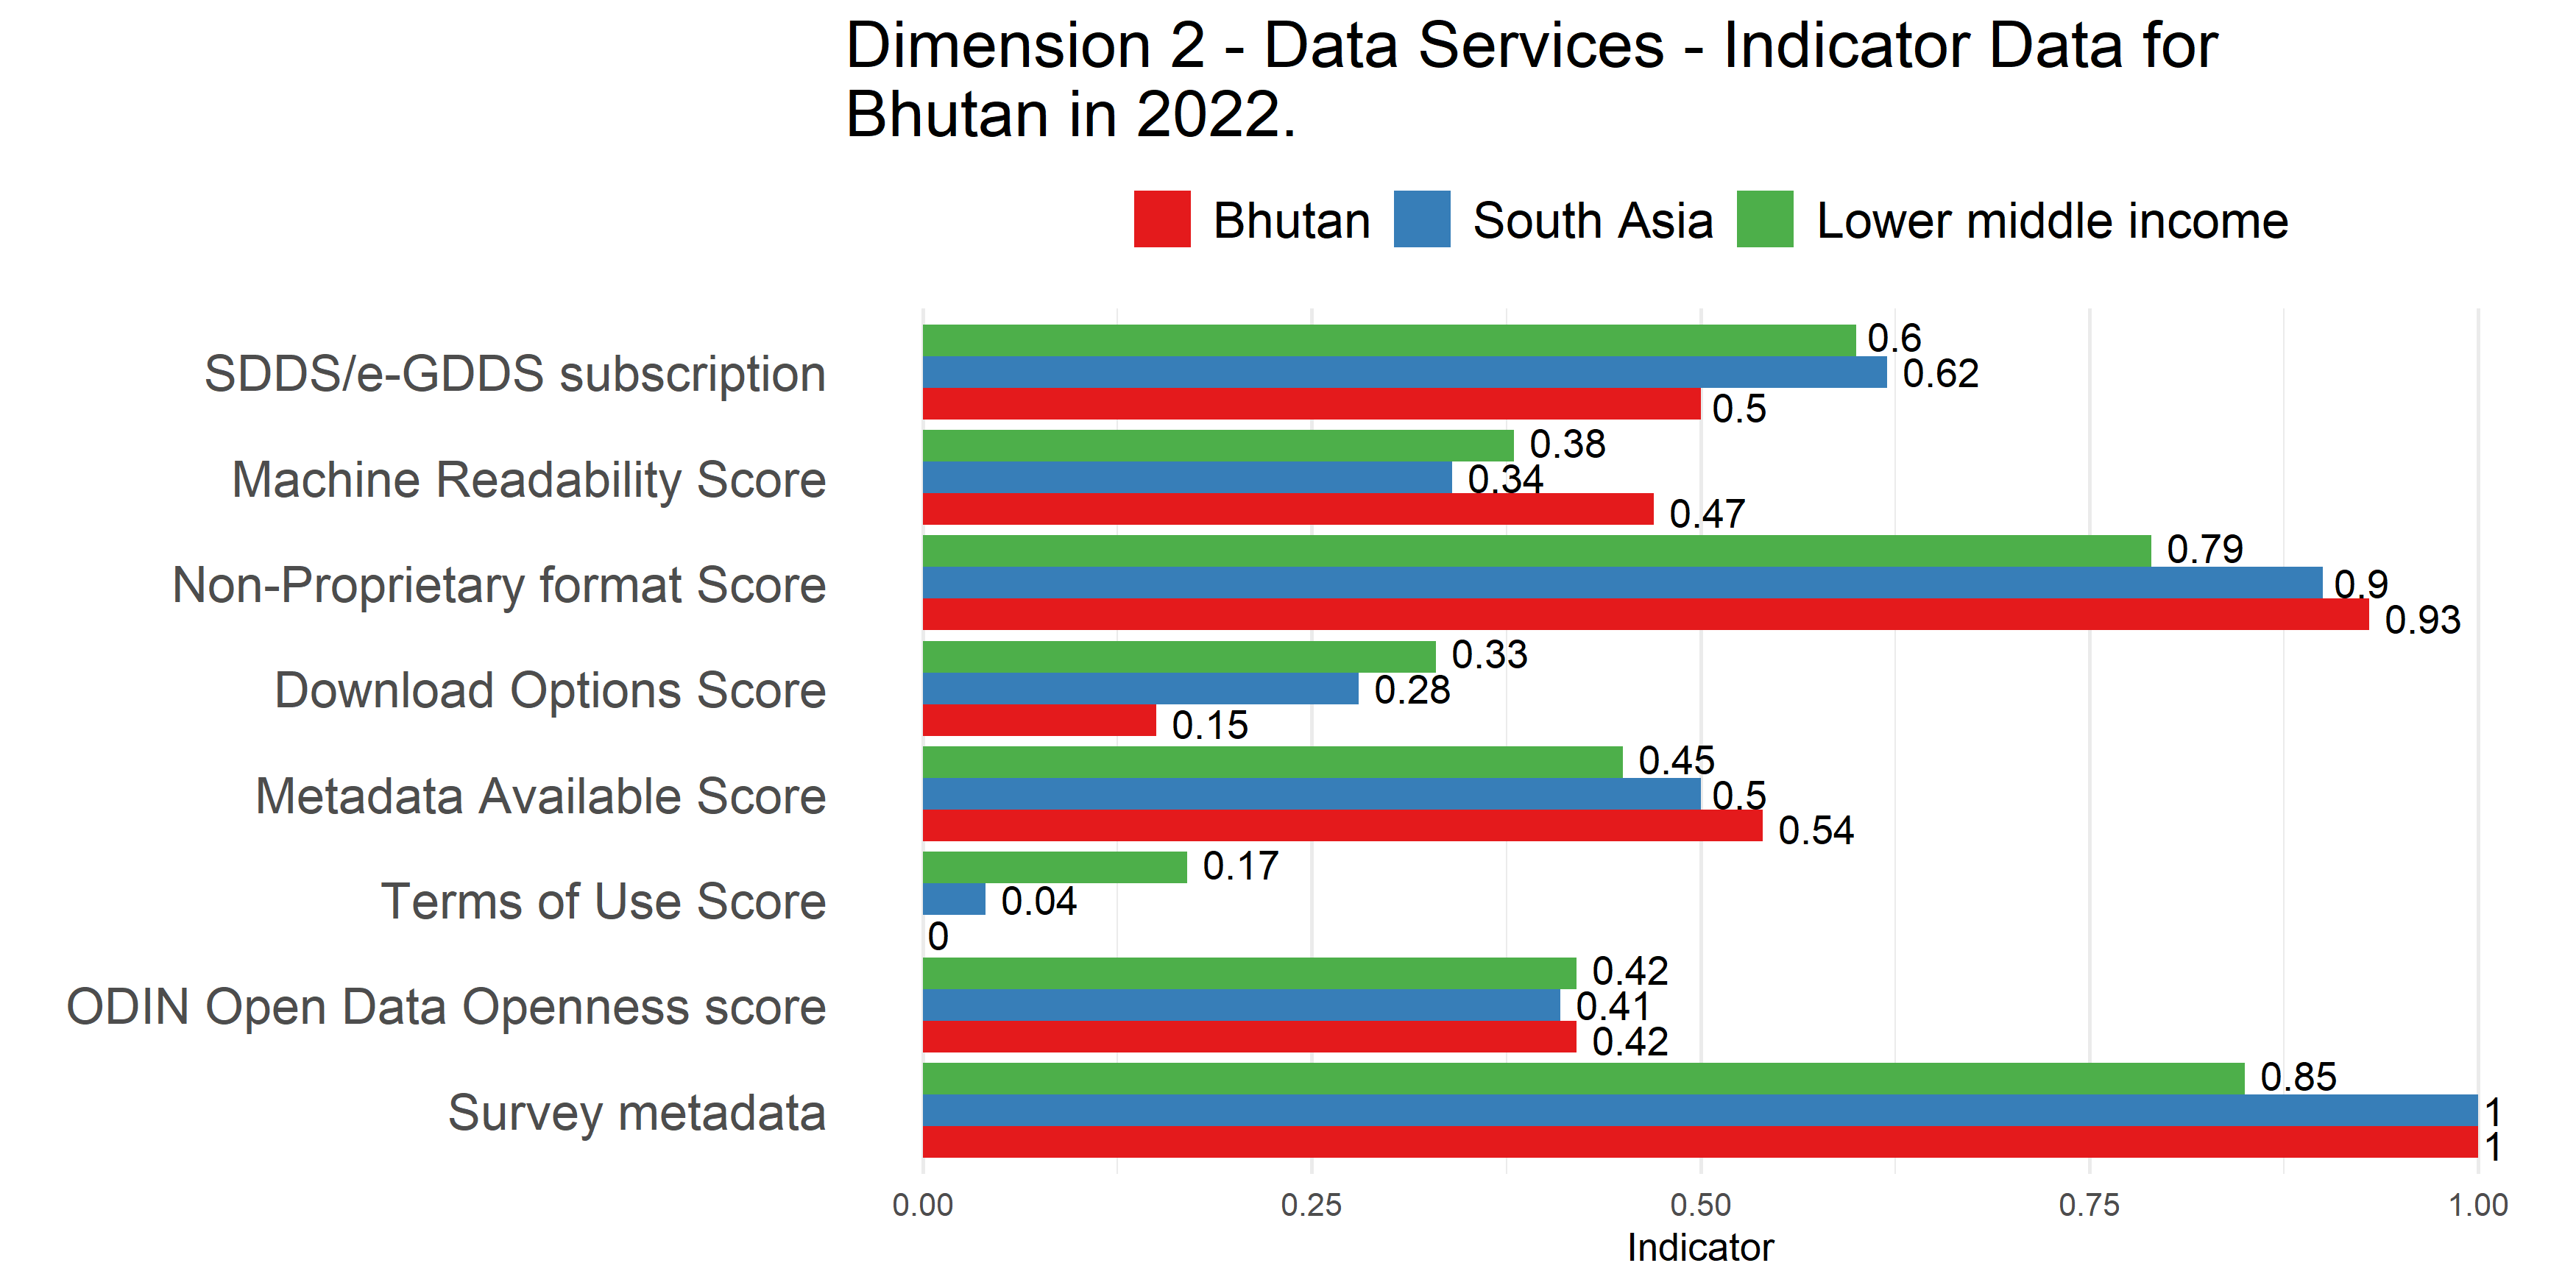 Dimension 2 - Data Services - Indicator Data for
Bhutan in 2022.
Bhutan
South Asia
Lower middle income
SDDS/e-GDDS subscription
0.6
0.62
0.5
Machine Readability Score
0.38
0.34
0.47
Non-Proprietary format Score
0.79
0.9
0.93
Download Options Score
0.33
0.28
0.15
Metadata Available Score
0.45
0.5
0.54
Terms of Use Score
0.17
0.04
0
ODIN Open Data Openness score
0.42
0.41
0.42
Survey metadata
0.85
1
1
0.00 0.25 0.50 0.75 1.00
Indicator